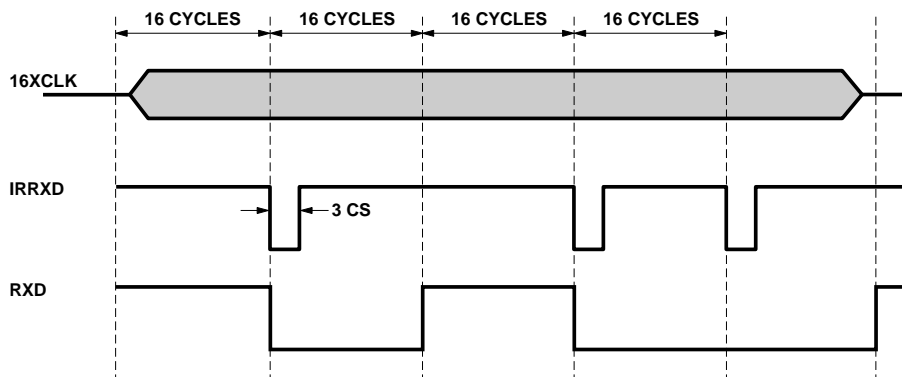 16 CYCLES 16 CYCLES 16 CYCLES 16 CYCLES
16XCLK
IRRXD
3 CS
RXD